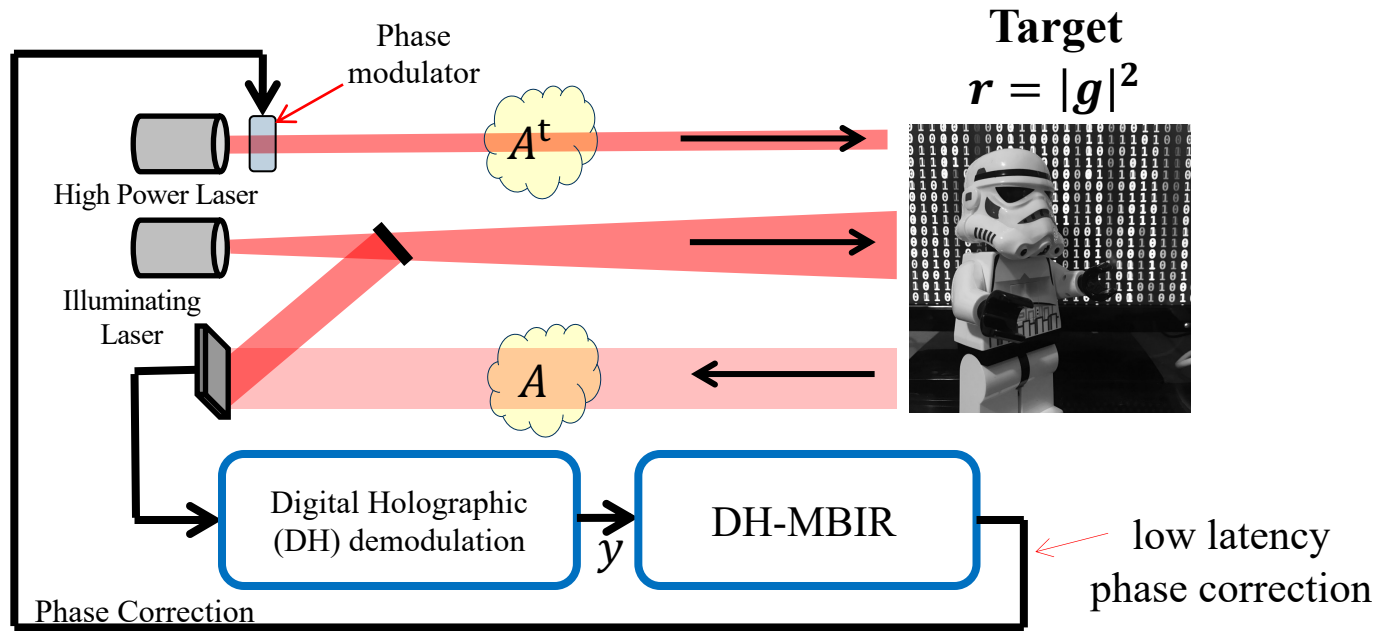 Target
r = |g|²
Phase
modulator
Aᵗ
High Power Laser
Illuminating
Laser
A
Digital Holographic
(DH) demodulation
y
DH-MBIR
low latency
phase correction
Phase Correction